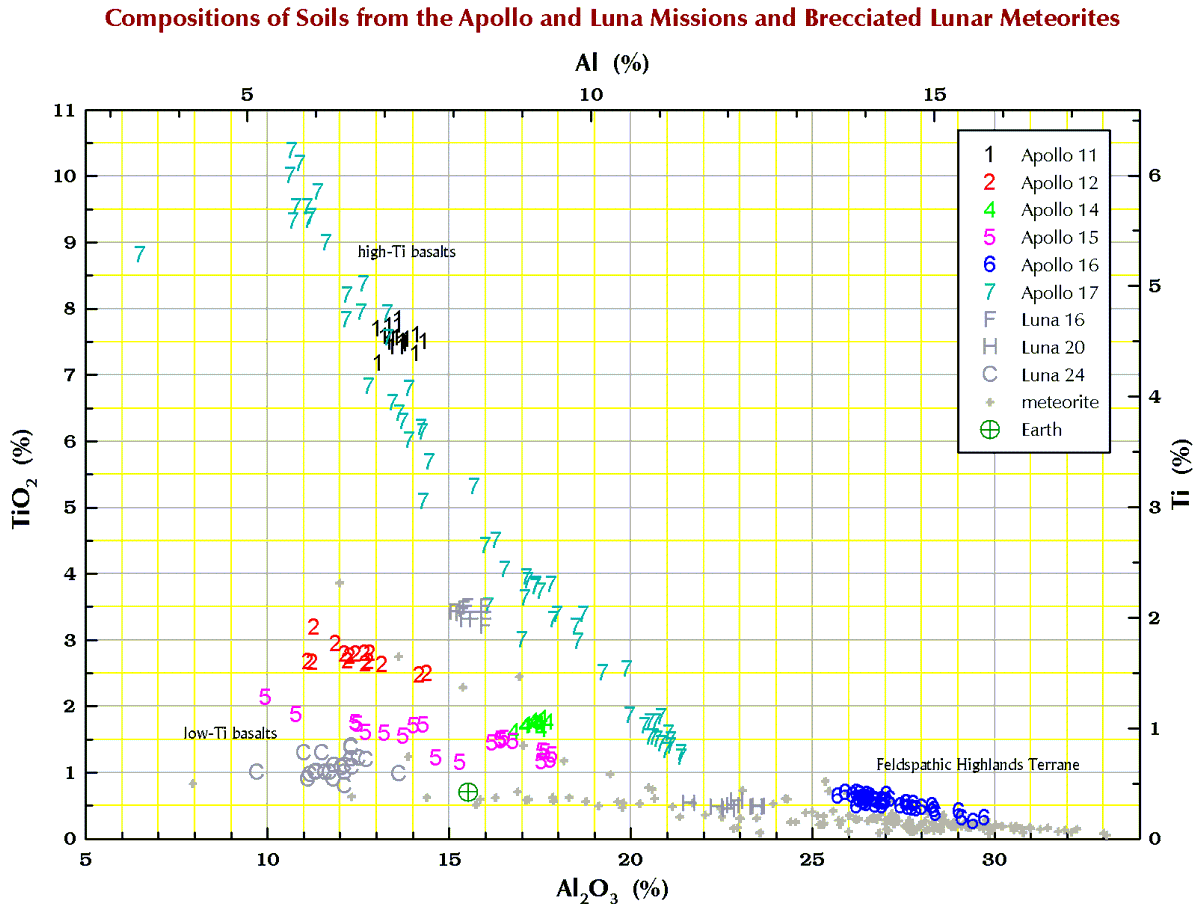 Compositions of Soils from the Apollo and Luna Missions and Brecciated Lunar Meteorites
Al (%)
5 10 15
11
10
9
8
7
6
5
4
3
2
1
0
TiO₂ (%)
high-Ti basalts
low-Ti basalts
Feldspathic Highlands Terrane
1 Apollo 11
2 Apollo 12
4 Apollo 14
5 Apollo 15
6 Apollo 16
7 Apollo 17
F Luna 16
H Luna 20
C Luna 24
meteorite
Earth
6
5
4
3
2
1
0
Ti (%)
5 10 15 20 25 30
Al₂O₃ (%)